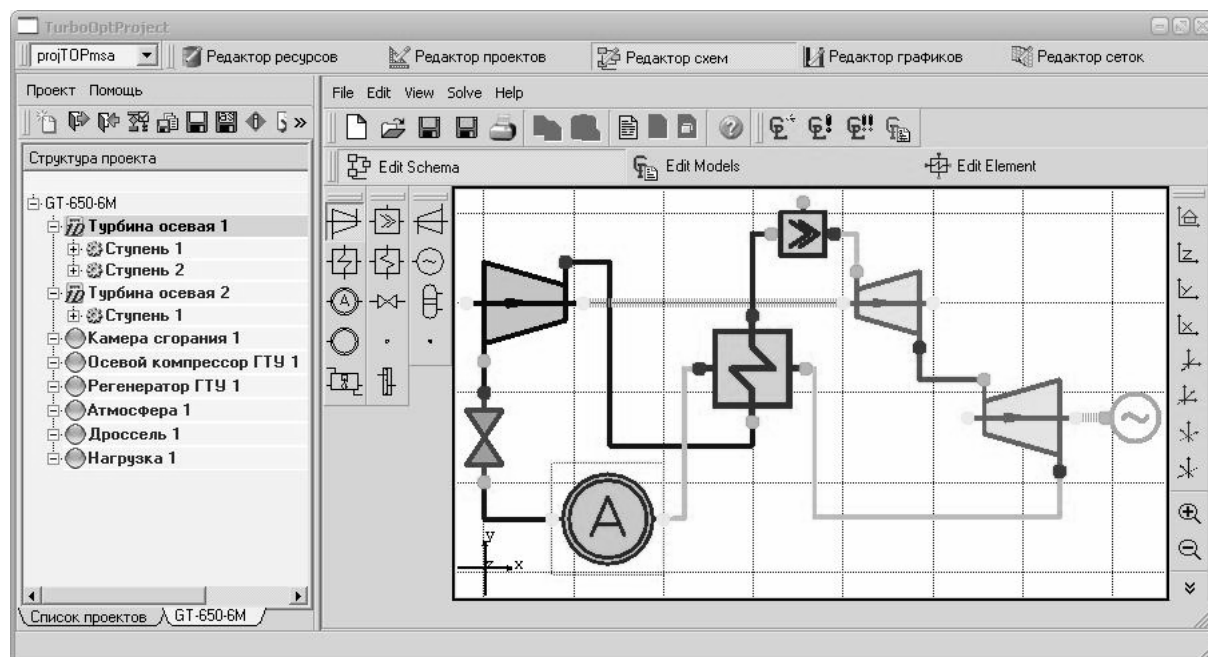 TurboOptProject
projTOPmsa
Редактор ресурсов
Редактор проектов
Редактор схем
Редактор графиков
Редактор сеток
Проект Помощь
File Edit View Solve Help
Структура проекта
Edit Schema
Edit Models
Edit Element
GT-650-6M
Турбина осевая 1
Ступень 1
Ступень 2
Турбина осевая 2
Ступень 1
Камера сгорания 1
Осевой компрессор ГТУ 1
Регенератор ГТУ 1
Атмосфера 1
Дроссель 1
Нагрузка 1
A
y
z
x
Список проектов
GT-650-6M